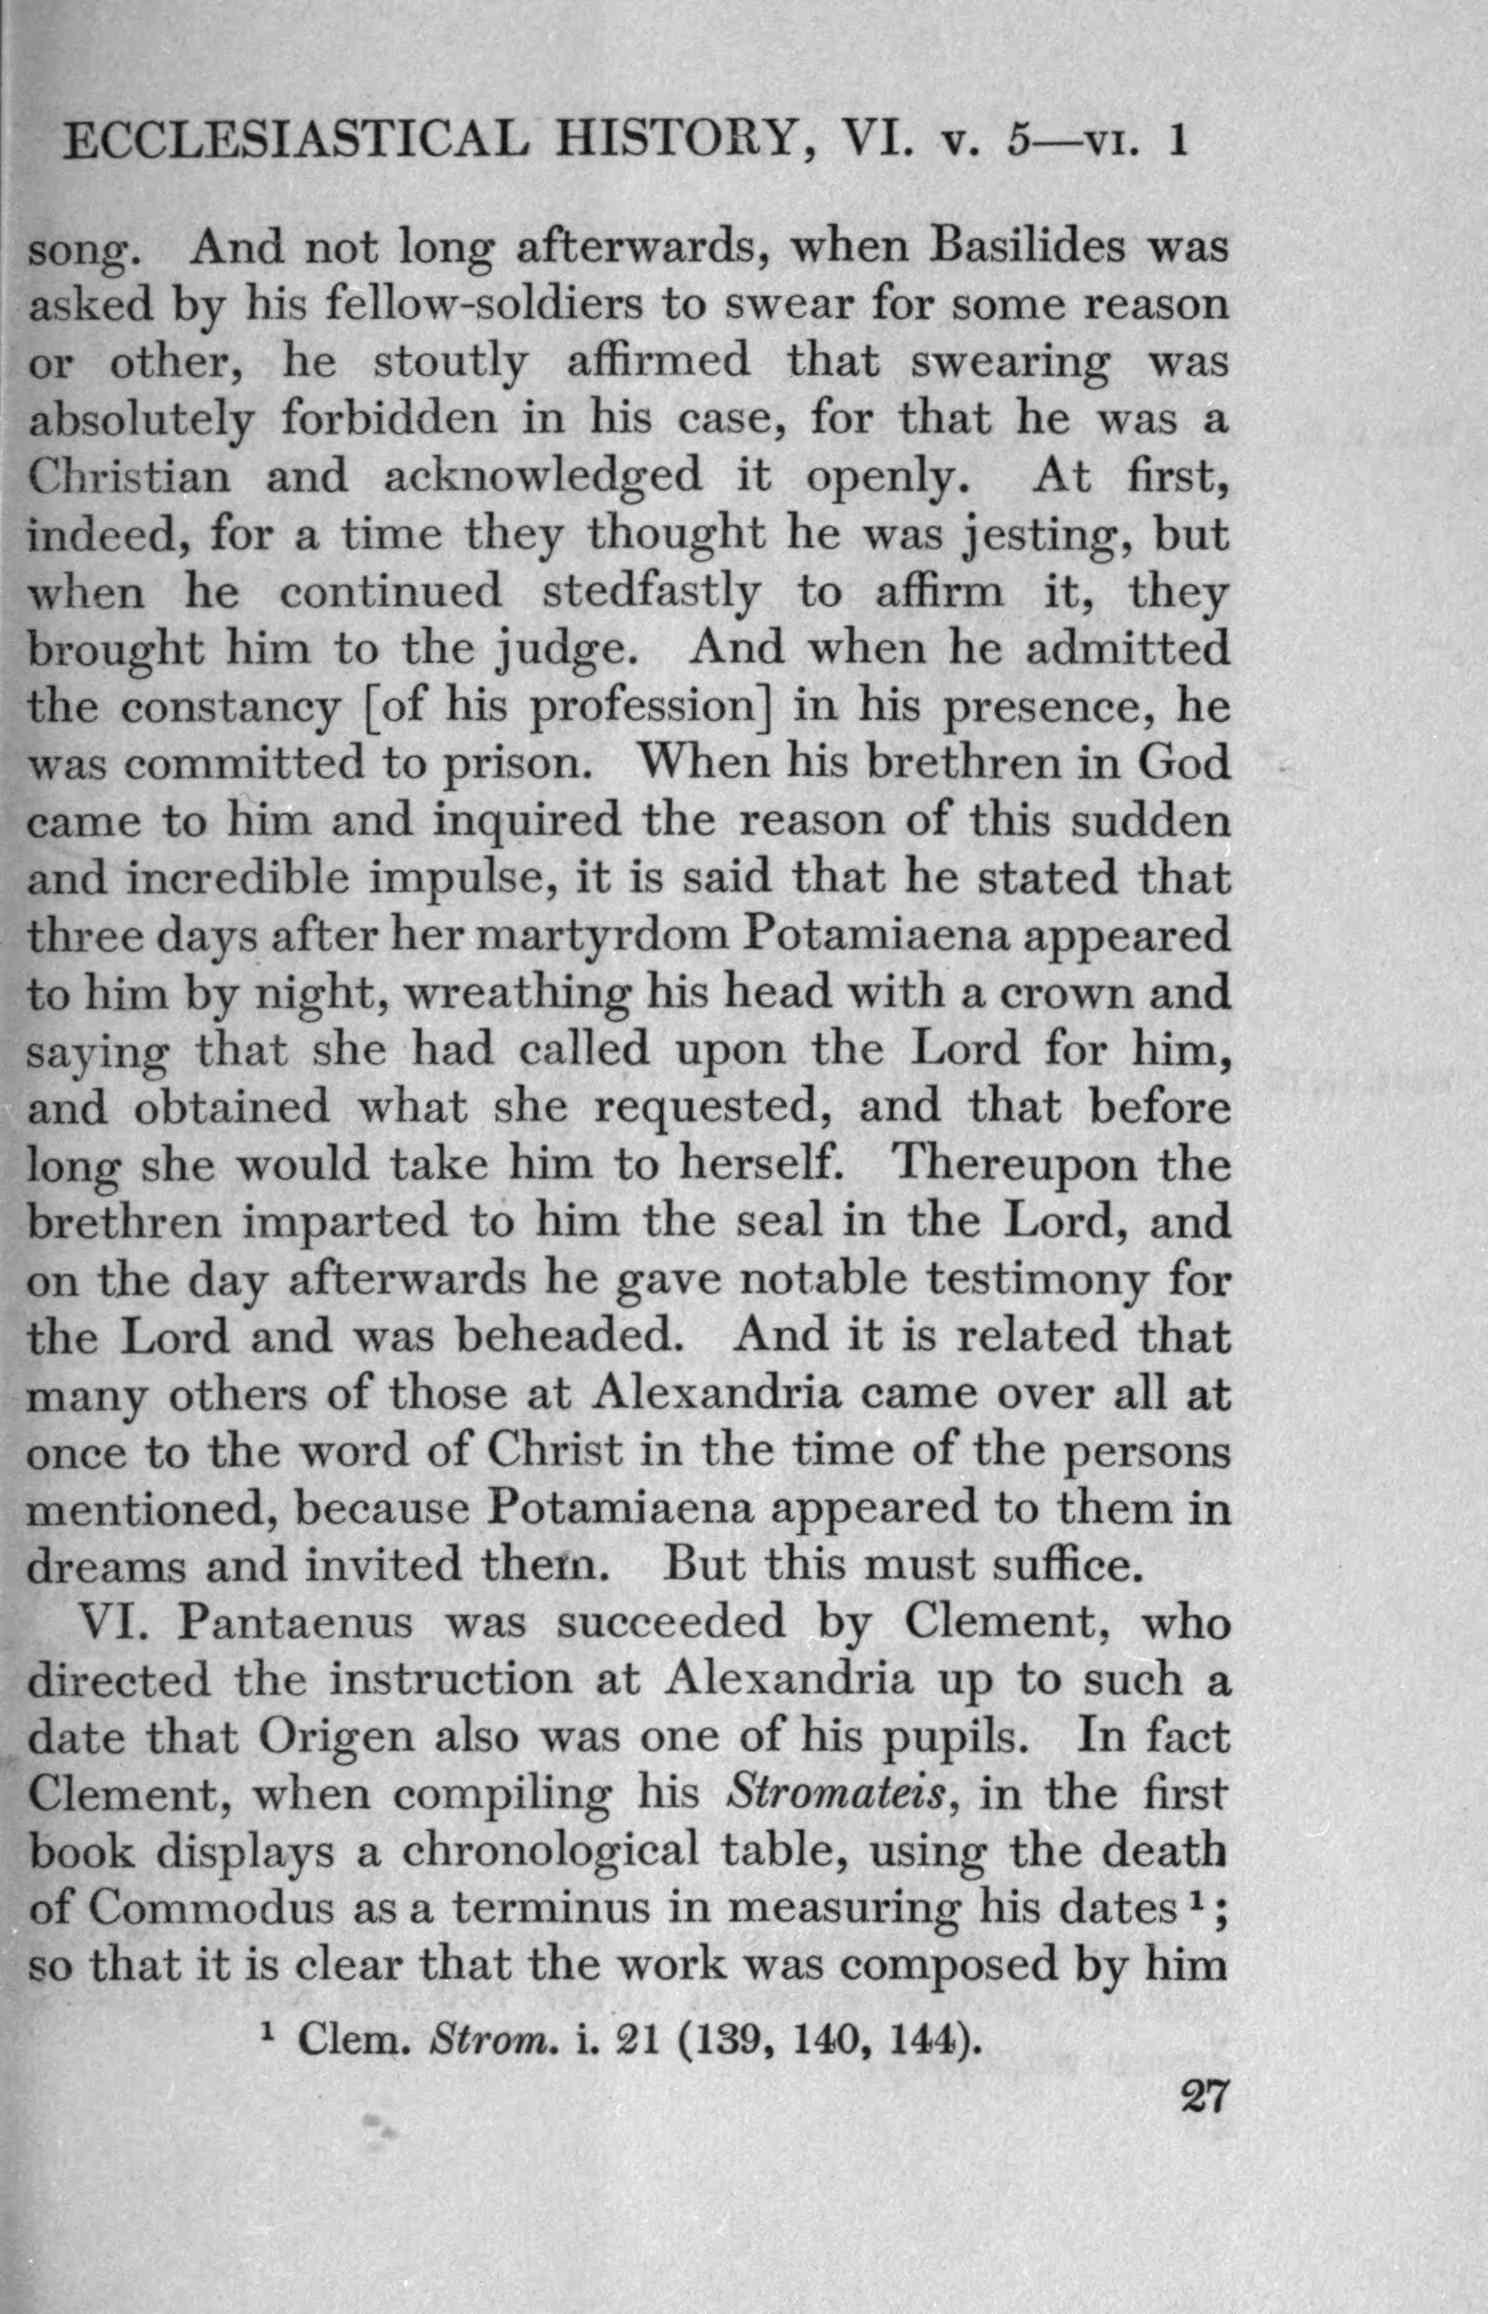 ECCLESIASTICAL HISTORY, VI. v. 5—vi. 1
song. And not long afterwards, when Basilides was
asked by his fellow-soldiers to swear for some reason
or other, he stoutly affirmed that swearing was
absolutely forbidden in his case, for that he was a
Christian and acknowledged it openly. At first,
indeed, for a time they thought he was jesting, but
when he continued stedfastly to affirm it, they
brought him to the judge. And when he admitted
the constancy [of his profession] in his presence, he
was committed to prison. When his brethren in God
came to him and inquired the reason of this sudden
and incredible impulse, it is said that he stated that
three days after her martyrdom Potamiaena appeared
to him by night, wreathing his head with a crown and
saying that she had called upon the Lord for him,
and obtained what she requested, and that before
long she would take him to herself. Thereupon the
brethren imparted to him the seal in the Lord, and
on the day afterwards he gave notable testimony for
the Lord and was beheaded. And it is related that
many others of those at Alexandria came over all at
once to the word of Christ in the time of the persons
mentioned, because Potamiaena appeared to them in
dreams and invited them. But this must suffice.
VI. Pantaenus was succeeded by Clement, who
directed the instruction at Alexandria up to such a
date that Origen also was one of his pupils. In fact
Clement, when compiling his Stromateis, in the first
book displays a chronological table, using the death
of Commodus as a terminus in measuring his dates ¹;
so that it is clear that the work was composed by him
¹ Clem. Strom. i. 21 (139, 140, 144).
27